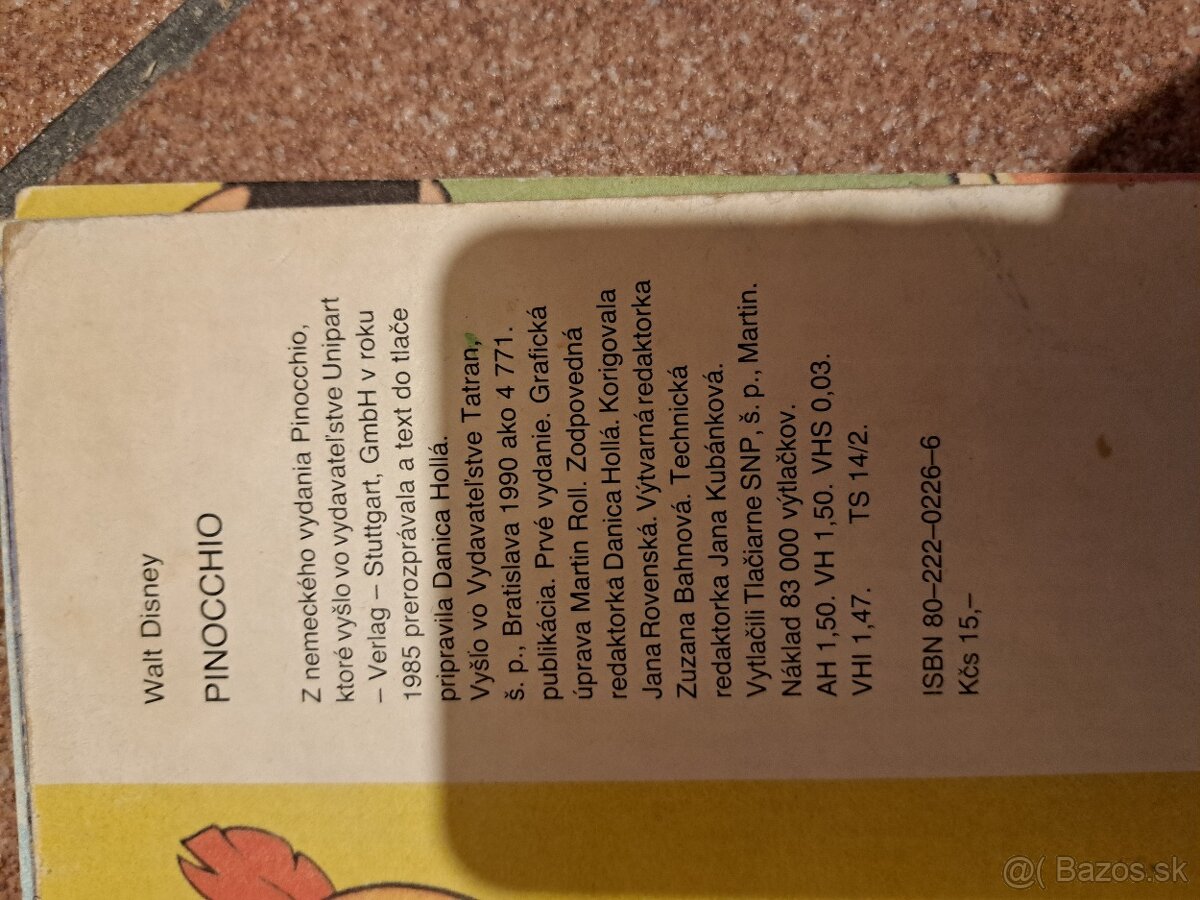 Walt Disney
PINOCCHIO
Z nemeckého vydania Pinocchio,
ktoré vyšlo vo vydavateľstve Unipart
– Verlag – Stuttgart, GmbH v roku
1985 prerozprávala a text do tlače
pripravila Danica Hollá.
Vyšlo vo Vydavateľstve Tatran,
š. p., Bratislava 1990 ako 4 771.
publikácia. Prvé vydanie. Grafická
úprava Martin Roll. Zodpovedná
redaktorka Danica Hollá. Korigovala
Jana Rovenská. Výtvarná redaktorka
Zuzana Bahnová. Technická
redaktorka Jana Kubánková.
Vytlačili Tlačiarne SNP, š. p., Martin.
Náklad 83 000 výtlačkov.
AH 1,50. VH 1,50. VHS 0,03.
VHI 1,47. TS 14/2.
ISBN 80–222–0226–6
Kčs 15,–
@( Bazos.sk